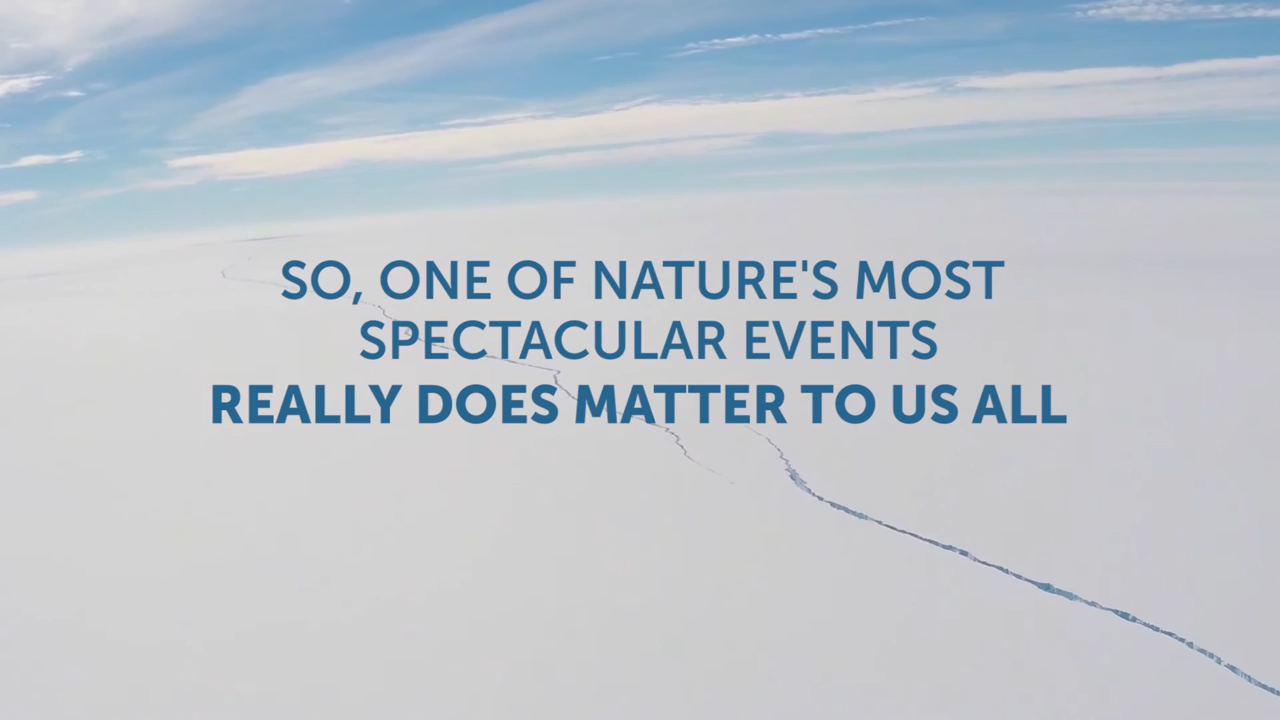 SO, ONE OF NATURE'S MOST
SPECTACULAR EVENTS
REALLY DOES MATTER TO US ALL